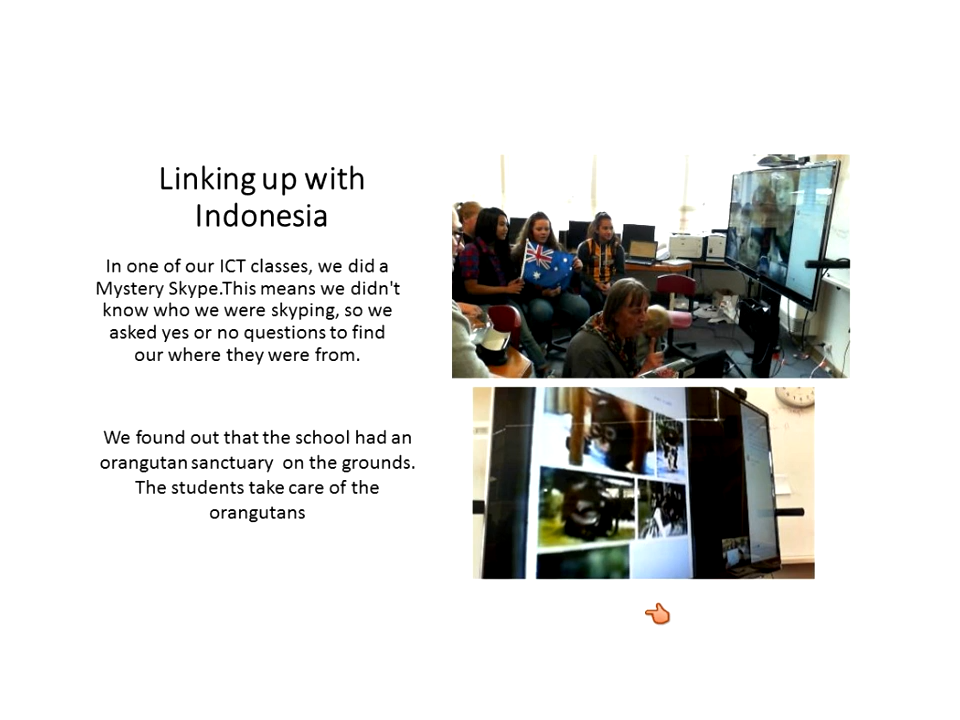 Linking up with
Indonesia
In one of our ICT classes, we did a
Mystery Skype.This means we didn't
know who we were skyping, so we
asked yes or no questions to find
our where they were from.
We found out that the school had an
orangutan sanctuary  on the grounds.
The students take care of the
orangutans